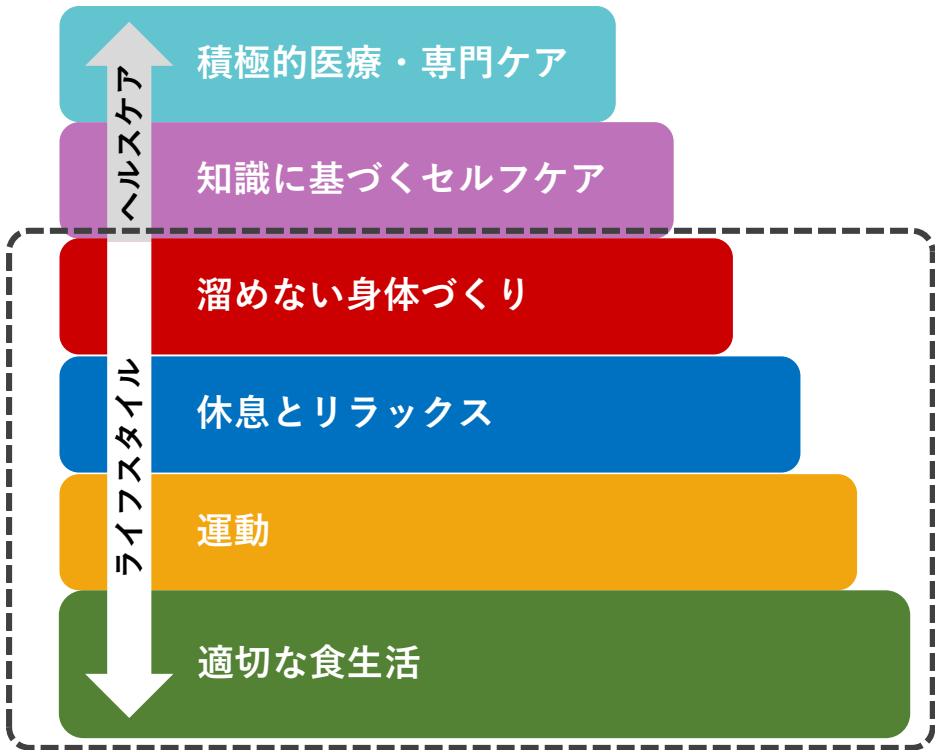 積極的医療・専門ケア
ヘルスケア
知識に基づくセルフケア
溜めない身体づくり
休息とリラックス
ライフスタイル
運動
適切な食生活